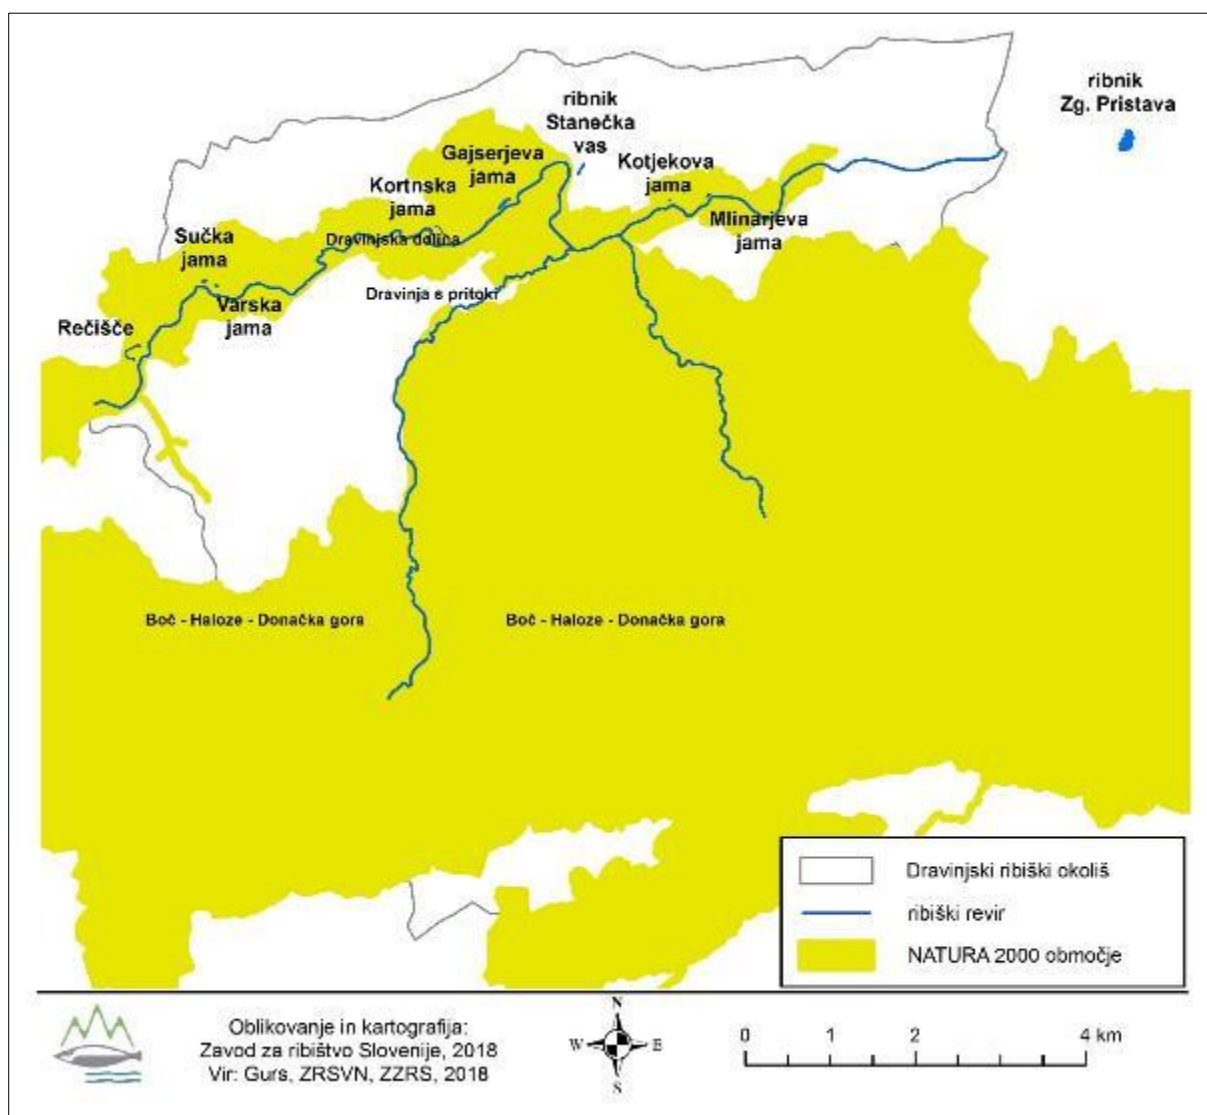 ribnik
Zg. Pristava
ribnik
Stanečka
vas
Gajserjeva
jama
Kotjekova
jama
Kortnska
jama
Mlinarjeva
jama
Dravinjska dolina
Sučka
jama
Dravinja s pritoki
Varska
jama
Rečišče
Boč - Haloze - Donačka gora
Boč - Haloze - Donačka gora
Dravinjski ribiški okoliš
ribiški revir
NATURA 2000 območje
Oblikovanje in kartografija:
Zavod za ribištvo Slovenije, 2018
Vir: Gurs, ZRSVN, ZZRS, 2018
N
W E
S
0 1 2 4 km